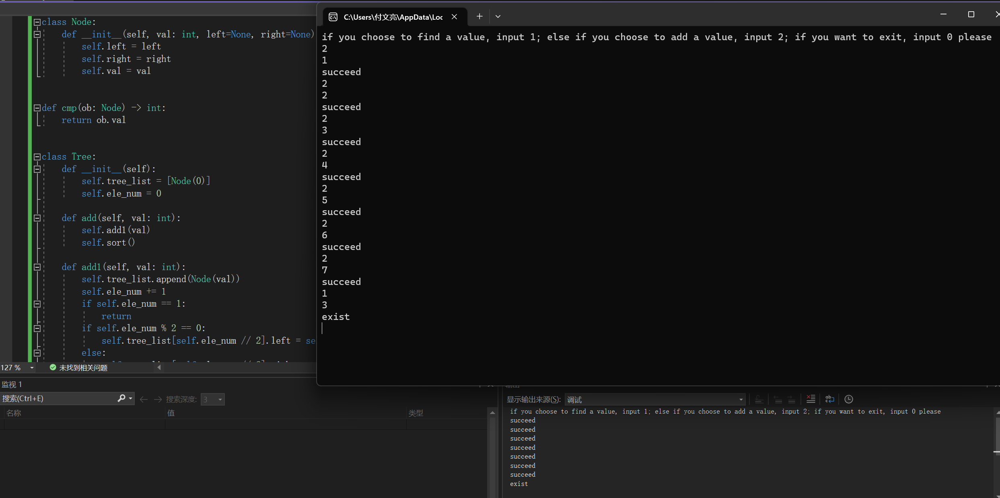 class Node:
def __init__(self, val: int, left=None, right=None)
self.left = left
self.right = right
self.val = val
def cmp(ob: Node) -> int:
return ob.val
class Tree:
def __init__(self):
self.tree_list = [Node(0)]
self.ele_num = 0
def add(self, val: int):
self.add1(val)
self.sort()
def add1(self, val: int):
self.tree_list.append(Node(val))
self.ele_num += 1
if self.ele_num == 1:
return
if self.ele_num % 2 == 0:
self.tree_list[self.ele_num // 2].left = se
else:
127 %
未找到相关问题
C:\Users\付文亮\AppData\Loc
if you choose to find a value, input 1; else if you choose to add a value, input 2; if you want to exit, input 0 please
2
1
succeed
2
2
succeed
2
3
succeed
2
4
succeed
2
5
succeed
2
6
succeed
2
7
succeed
1
3
exist
监视 1
搜索(Ctrl+E)
搜索深度: 3
名称 值 类型
显示输出来源(S): 调试
if you choose to find a value, input 1; else if you choose to add a value, input 2; if you want to exit, input 0 please
succeed
succeed
succeed
succeed
succeed
succeed
succeed
exist